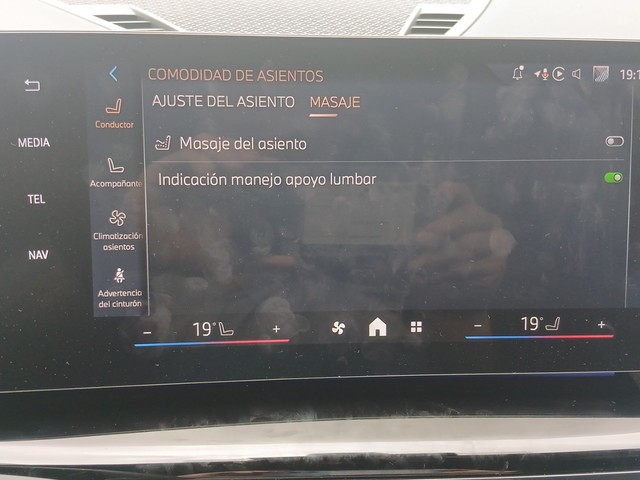 COMODIDAD DE ASIENTOS
AJUSTE DEL ASIENTO MASAJE
Conductor
MEDIA
Masaje del asiento
Acompañante
Indicación manejo apoyo lumbar
TEL
Climatización
asientos
NAV
Advertencia
del cinturón
- 19° +
- 19° +